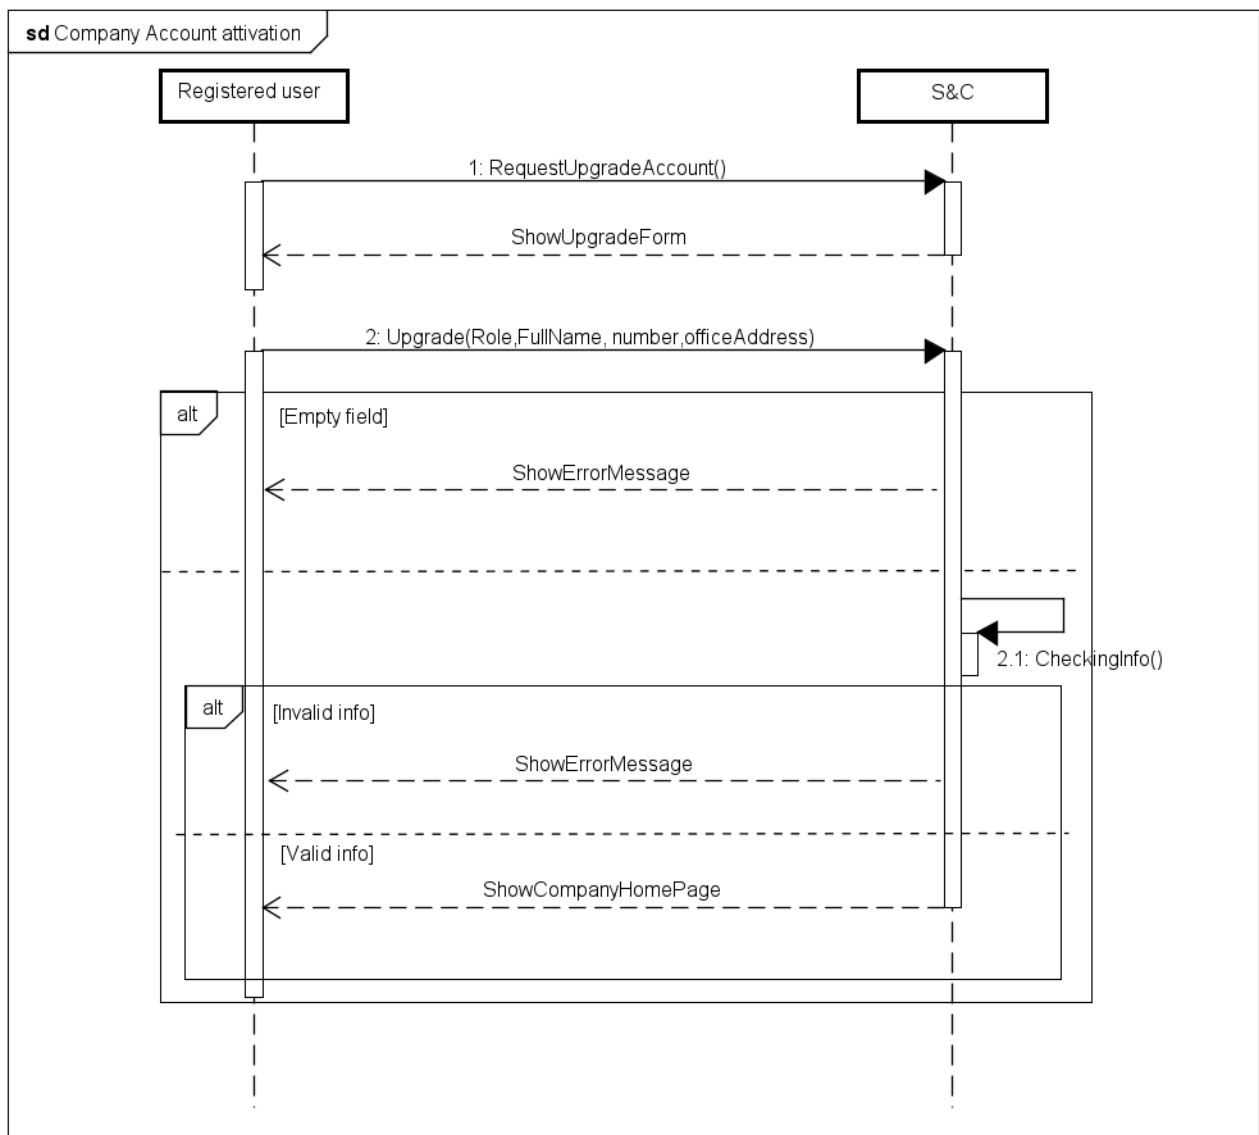 sd Company Account attivation
Registered user
S&C
1: RequestUpgradeAccount()
ShowUpgradeForm
2: Upgrade(Role,FullName, number,officeAddress)
alt
[Empty field]
ShowErrorMessage
2.1: CheckingInfo()
alt
[Invalid info]
ShowErrorMessage
[Valid info]
ShowCompanyHomePage